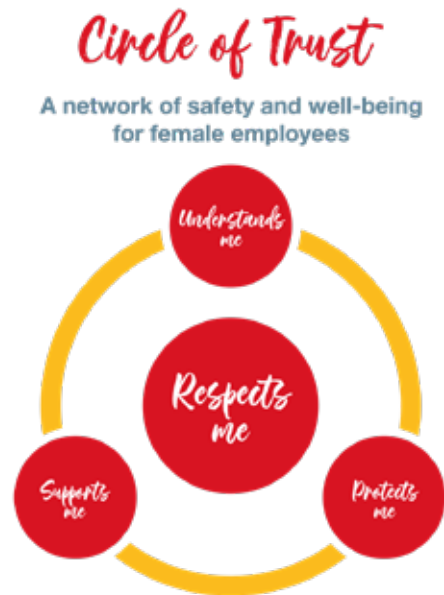 Circle of Trust
A network of safety and well-being
for female employees
Understands
me
Respects
me
Supports
me
Protects
me